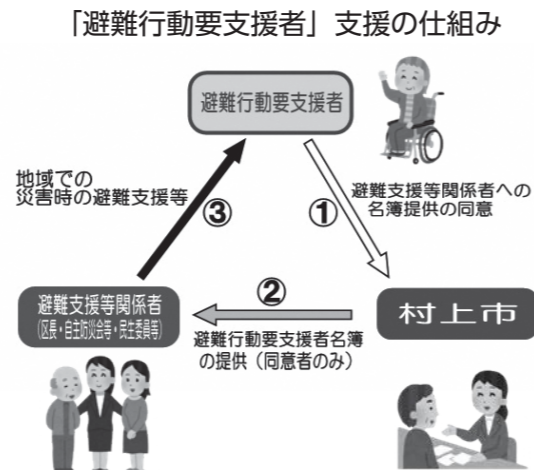 「避難行動要支援者」支援の仕組み
避難行動要支援者
地域での
災害時の避難支援等
③
①
避難支援等関係者への
名簿提供の同意
避難支援等関係者
(区長・自主防災会等・民生委員等)
②
村上市
避難行動要支援者名簿
の提供（同意者のみ）